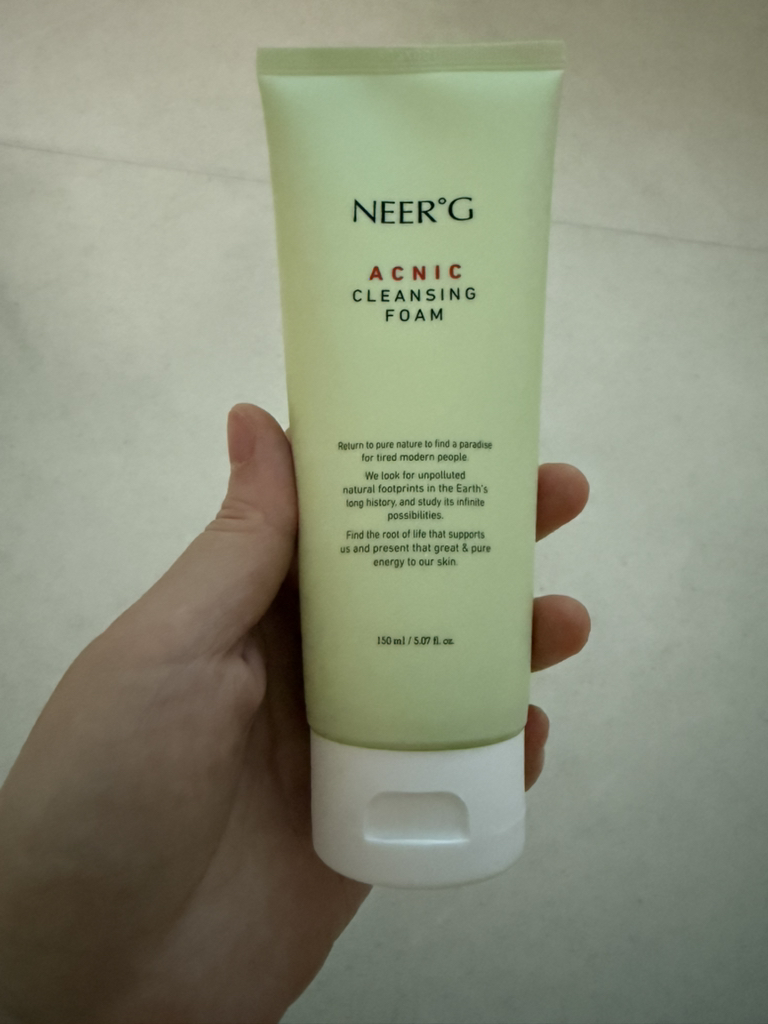 NEER°G
ACNIC
CLEANSING
FOAM
Return to pure nature to find a paradise
for tired modern people.
We look for unpolluted
natural footprints in the Earth's
long history, and study its infinite
possibilities.
Find the root of life that supports
us and present that great & pure
energy to our skin.
150 ml / 5.07 fl. oz.